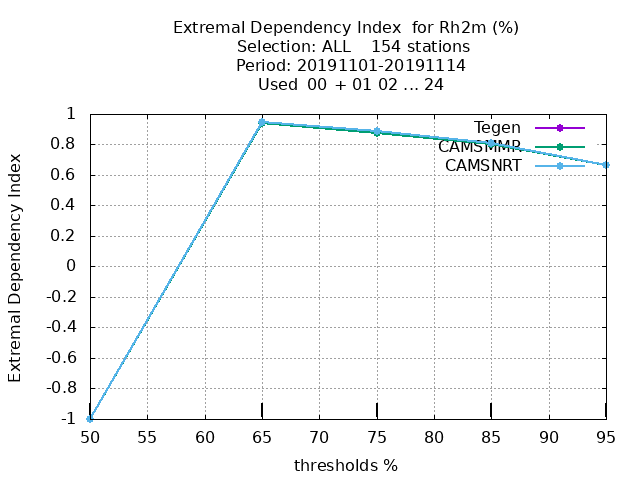 Extremal Dependency Index  for Rh2m (%)
Selection: ALL    154 stations
Period: 20191101-20191114
Used  00  + 01 02 ... 24
Extremal Dependency Index
1
0.8
0.6
0.4
0.2
0
-0.2
-0.4
-0.6
-0.8
-1
Tegen
CAMSMMR
CAMSNRT
50 55 60 65 70 75 80 85 90 95
thresholds %